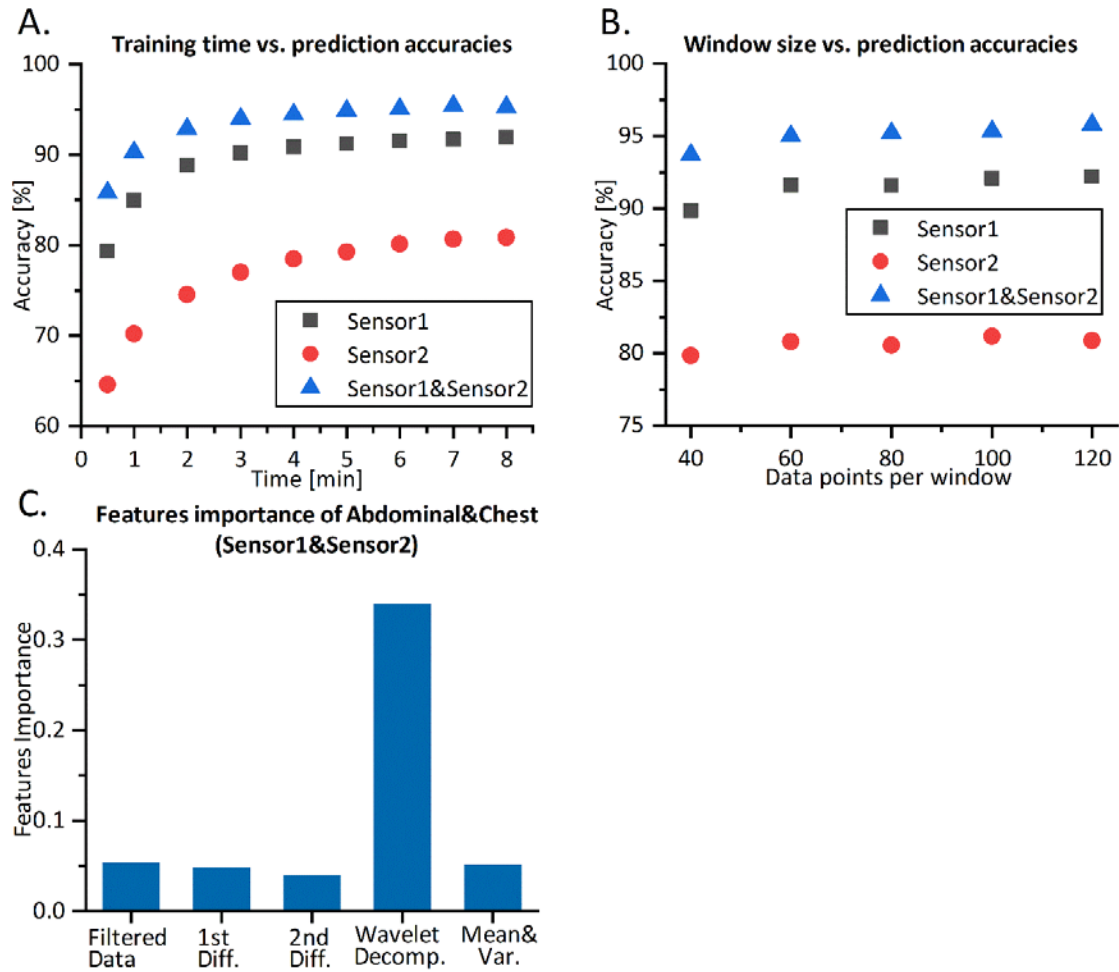 A.
Training time vs. prediction accuracies
100
90
80
70
60
Accuracy [%]
Sensor1
Sensor2
Sensor1&Sensor2
0 1 2 3 4 5 6 7 8
Time [min]
B.
Window size vs. prediction accuracies
100
95
90
85
80
75
Accuracy [%]
Sensor1
Sensor2
Sensor1&Sensor2
40 60 80 100 120
Data points per window
C.
Features importance of Abdominal&Chest
(Sensor1&Sensor2)
0.4
0.3
0.2
0.1
0.0
Features Importance
Filtered
Data
1st
Diff.
2nd
Diff.
Wavelet
Decomp.
Mean&
Var.